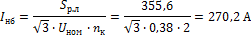 I_нб = S_р.л / (√3 · U_ном · n_к) = 355,6 / (√3 · 0,38 · 2) = 270,2 А